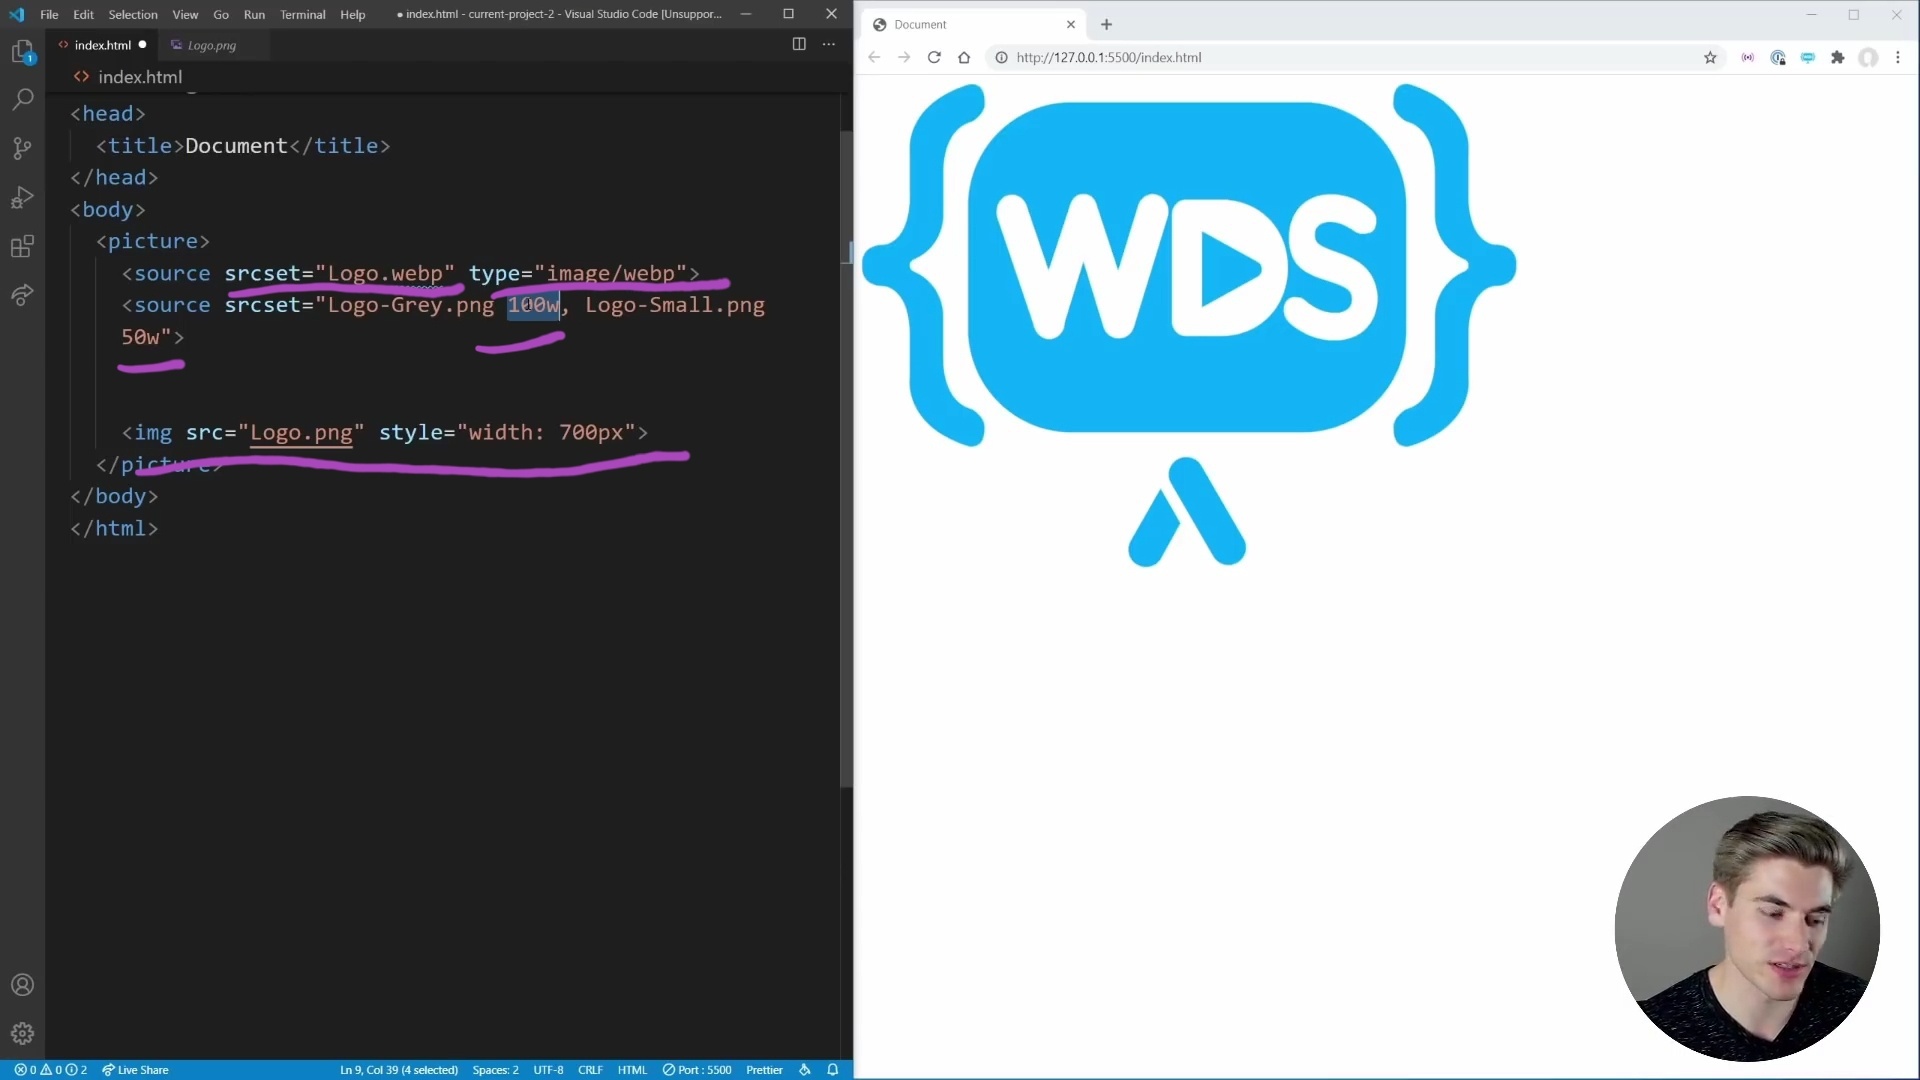 File Edit Selection View Go Run Terminal Help ● index.html - current-project-2 - Visual Studio Code [Unsuppor...
index.html ● Logo.png
index.html
<head>
<title>Document</title>
</head>
<body>
<picture>
<source srcset="Logo.webp" type="image/webp">
<source srcset="Logo-Grey.png 100w, Logo-Small.png
50w">
<img src="Logo.png" style="width: 700px">
</picture>
</body>
</html>
1
0 0 2 Live Share Ln 9, Col 39 (4 selected) Spaces: 2 UTF-8 CRLF HTML Port : 5500 Prettier
Document
http://127.0.0.1:5500/index.html
{WDS}